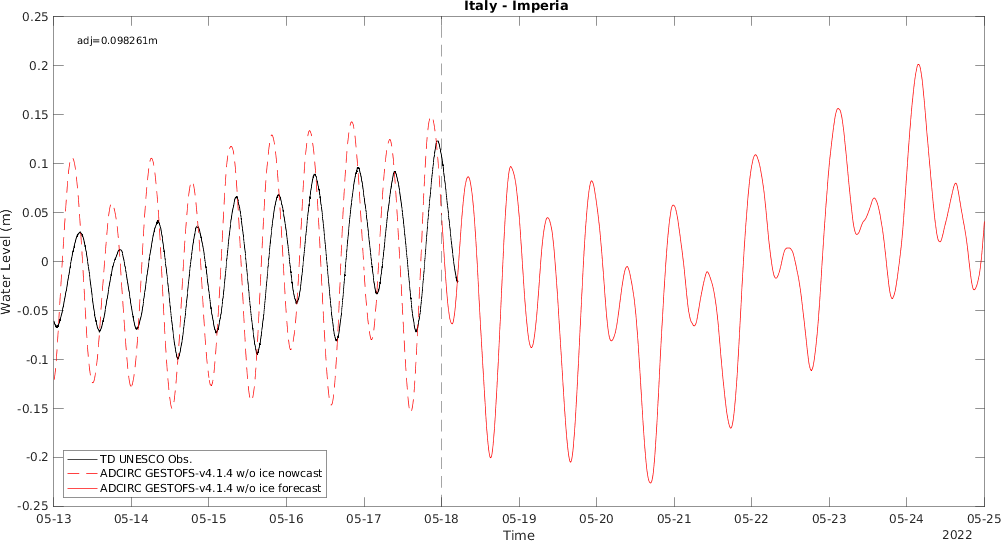 Italy - Imperia
adj=0.098261m
0.25
0.2
0.15
0.1
0.05
0
-0.05
-0.1
-0.15
-0.2
-0.25
Water Level (m)
TD UNESCO Obs.
ADCIRC GESTOFS-v4.1.4 w/o ice nowcast
ADCIRC GESTOFS-v4.1.4 w/o ice forecast
05-13 05-14 05-15 05-16 05-17 05-18 05-19 05-20 05-21 05-22 05-23 05-24 05-25
Time
2022